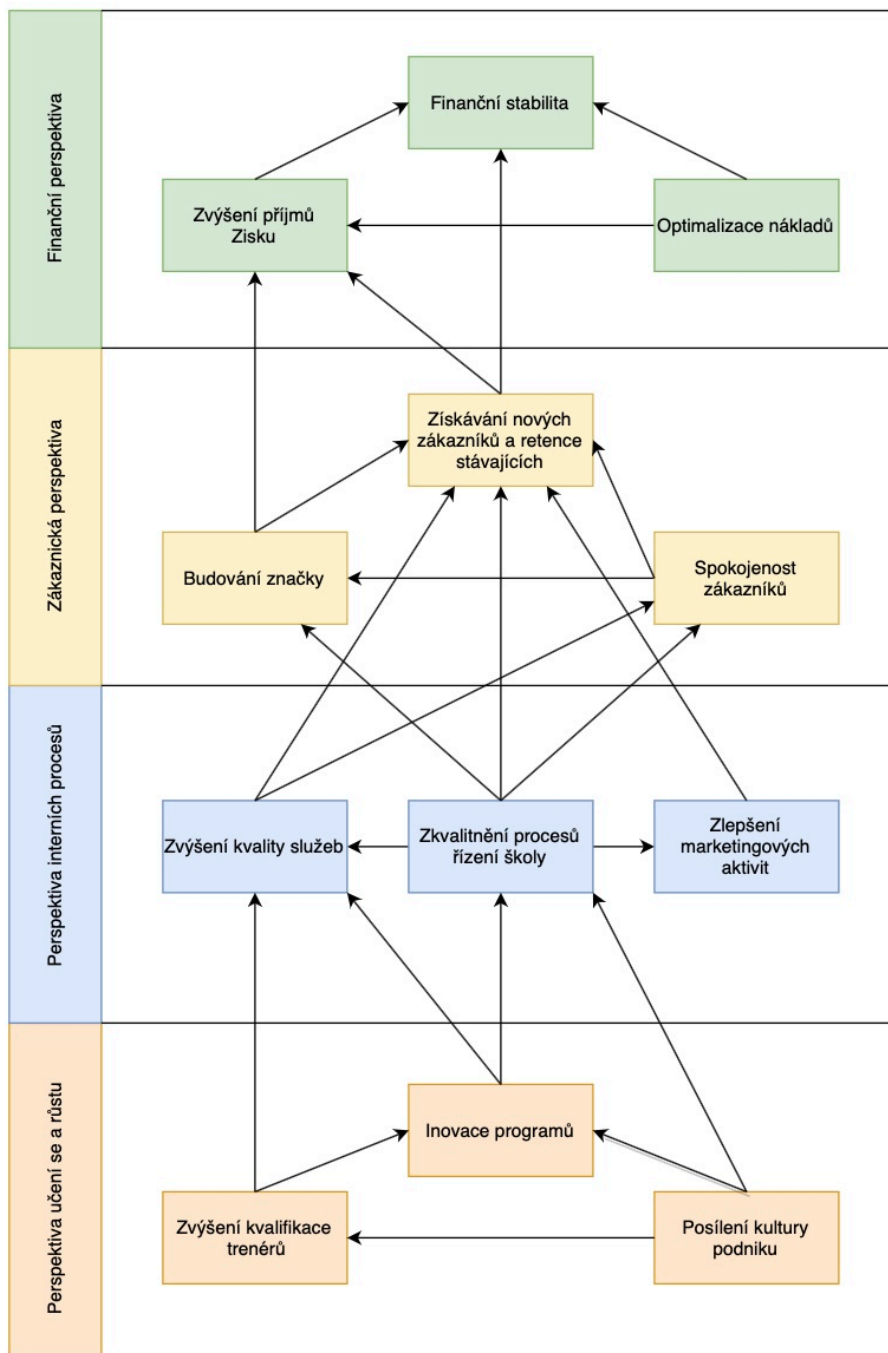 Finanční perspektiva
Finanční stabilita
Zvýšení příjmů
Zisku
Optimalizace nákladů
Zákaznická perspektiva
Získávání nových
zákazníků a retence
stávajících
Budování značky
Spokojenost
zákazníků
Perspektiva interních procesů
Zvýšení kvality služeb
Zkvalitnění procesů
řízení školy
Zlepšení
marketingových
aktivit
Perspektiva učení se a růstu
Inovace programů
Zvýšení kvalifikace
trenérů
Posílení kultury
podniku